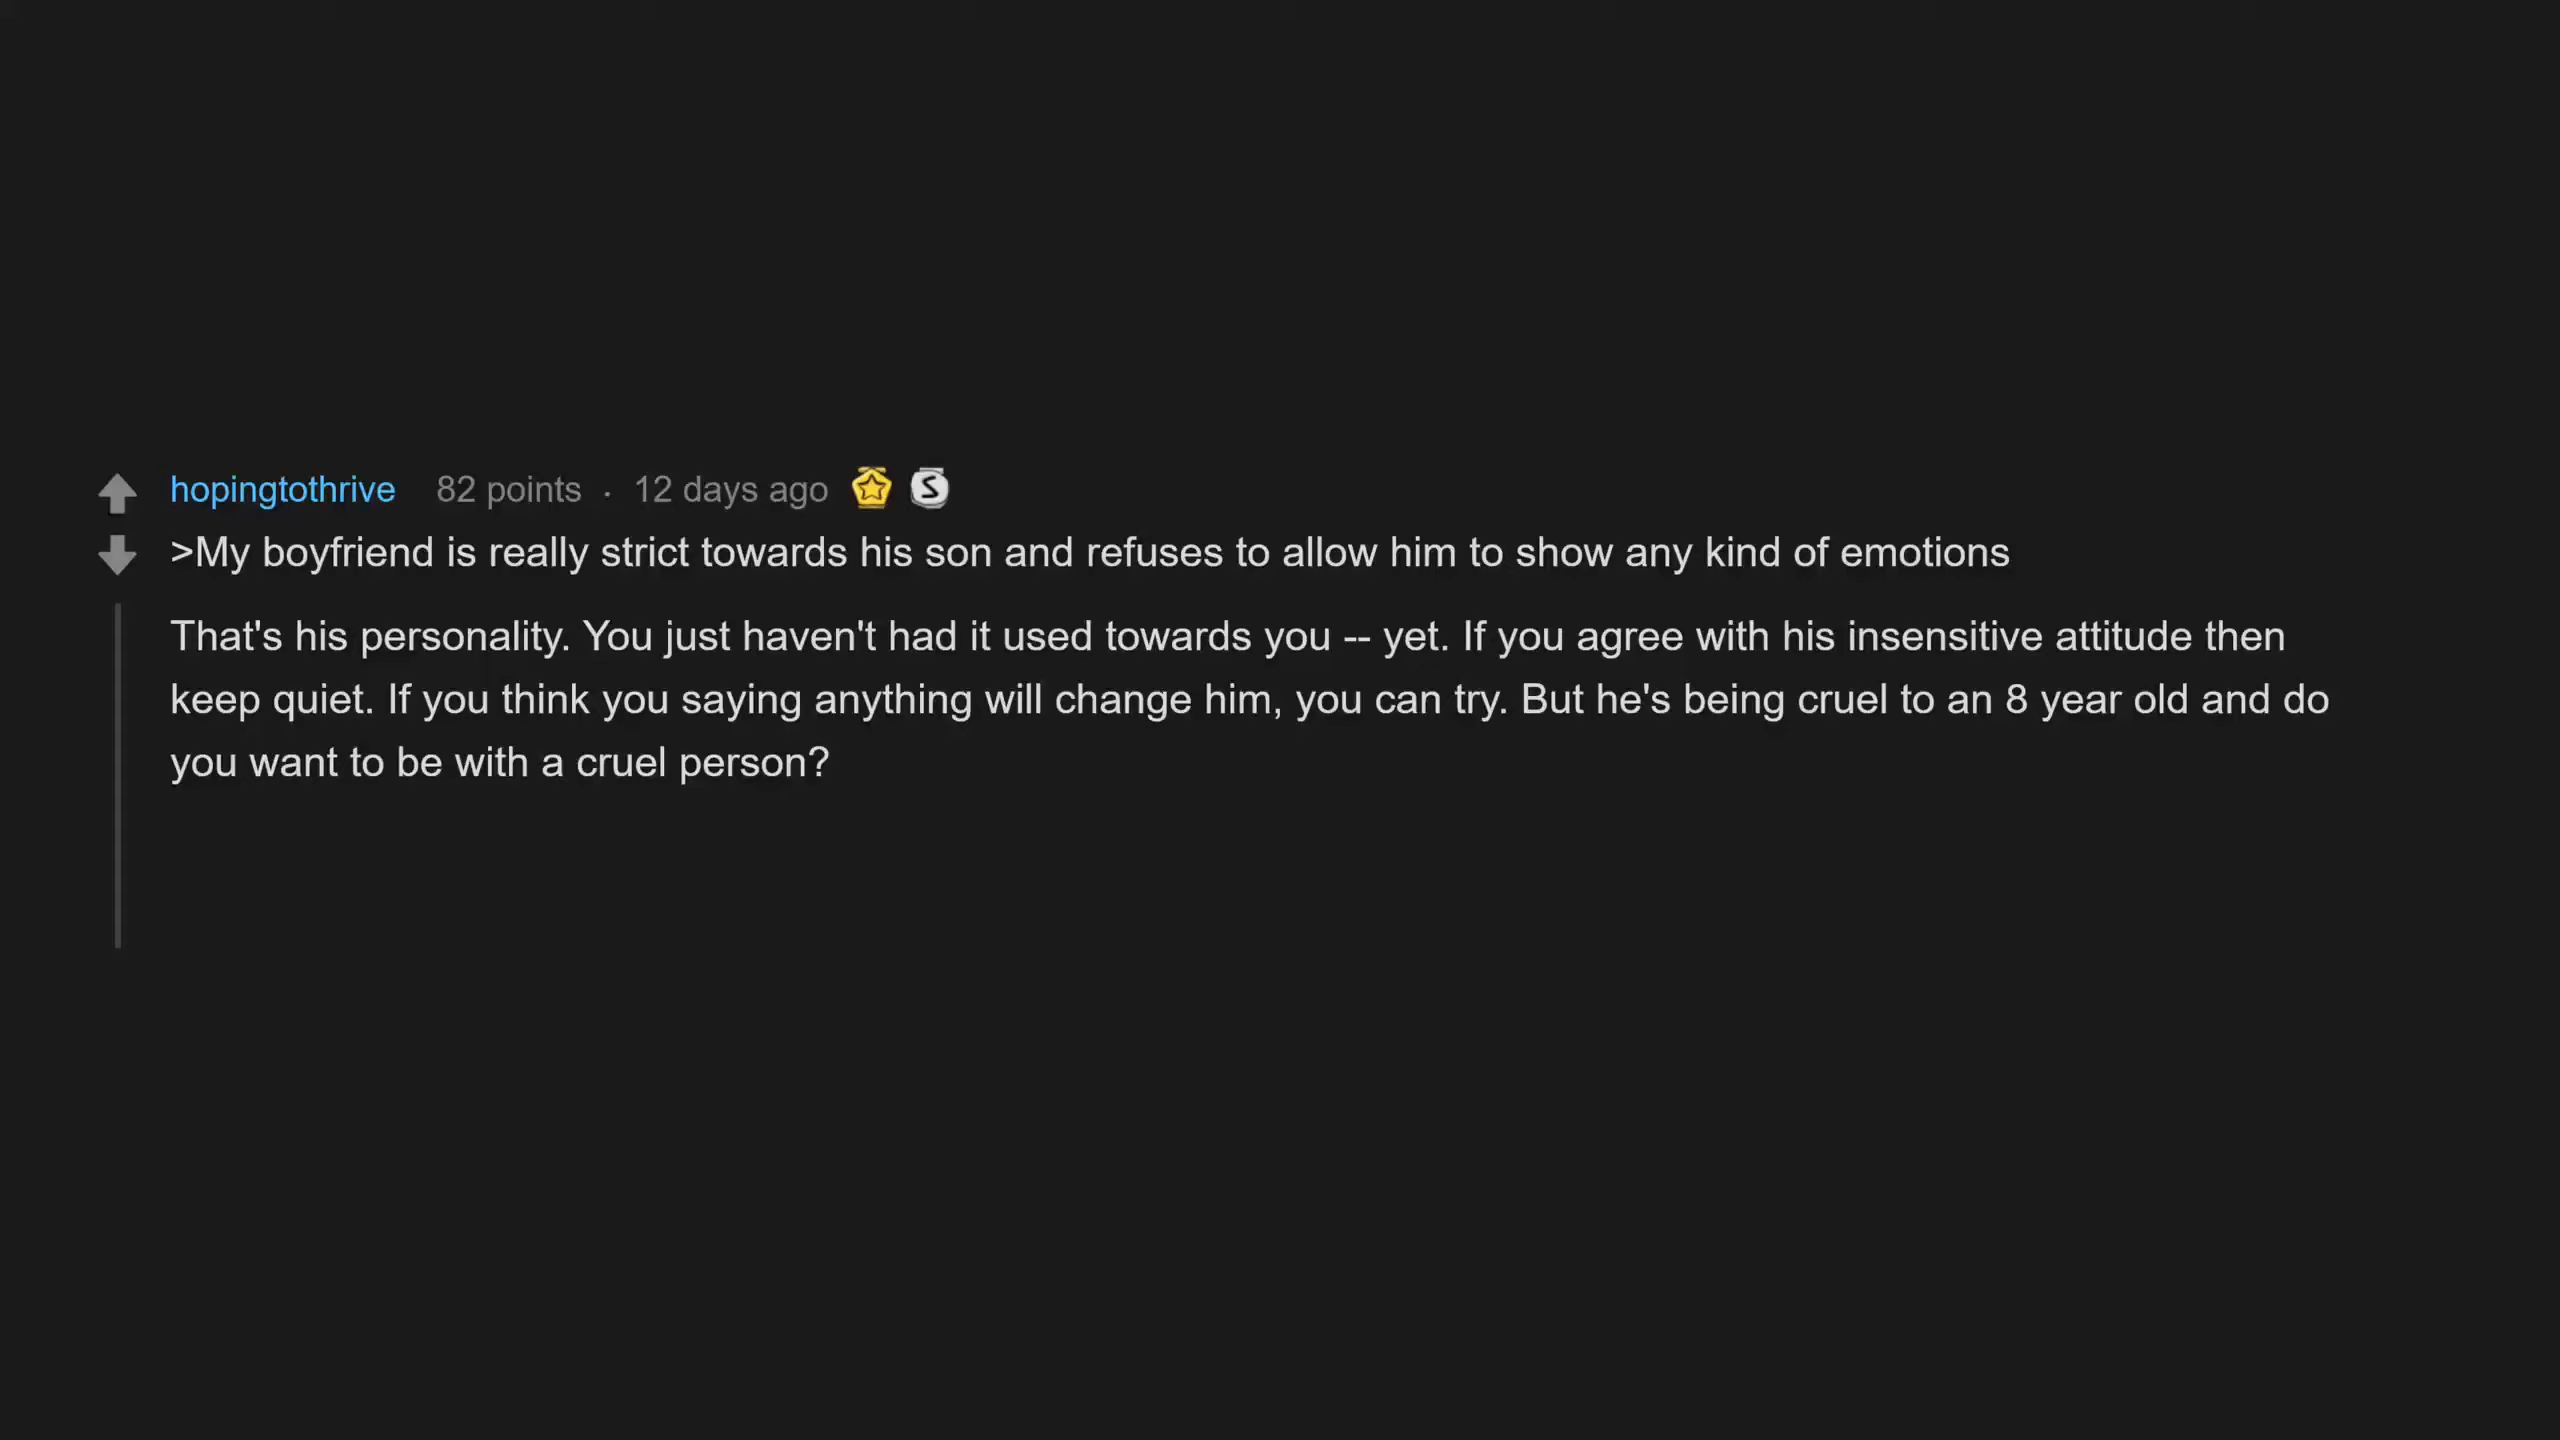 hopingtothrive 82 points · 12 days ago S
>My boyfriend is really strict towards his son and refuses to allow him to show any kind of emotions
That's his personality. You just haven't had it used towards you -- yet. If you agree with his insensitive attitude then
keep quiet. If you think you saying anything will change him, you can try. But he's being cruel to an 8 year old and do
you want to be with a cruel person?